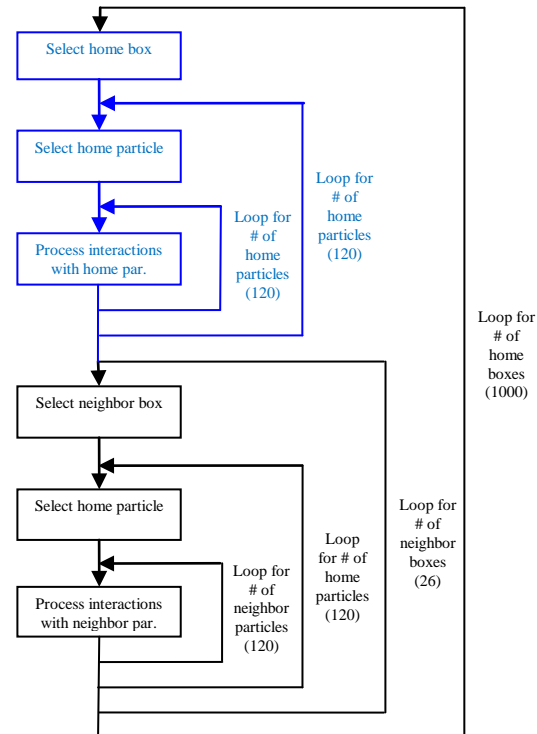 Select home box
Select home particle
Loop for
# of
home
particles
(120)
Loop for
# of
home
particles
(120)
Process interactions
with home par.
Loop for
# of
home
boxes
(1000)
Select neighbor box
Select home particle
Loop for
# of
neighbor
boxes
(26)
Loop
for # of
home
particles
(120)
Loop for
# of
neighbor
particles
(120)
Process interactions
with neighbor par.